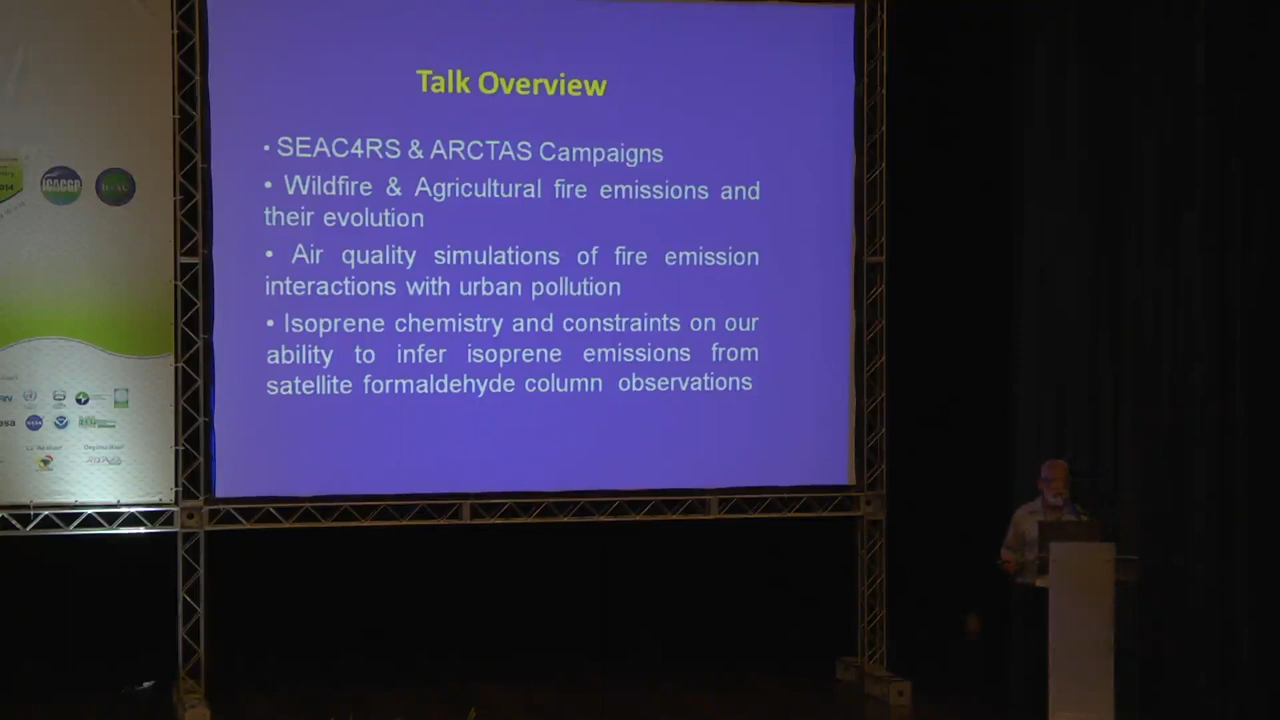 Talk Overview
• SEAC4RS & ARCTAS Campaigns
• Wildfire & Agricultural fire emissions and
their evolution
• Air quality simulations of fire emission
interactions with urban pollution
• Isoprene chemistry and constraints on our
ability to infer isoprene emissions from
satellite formaldehyde column observations